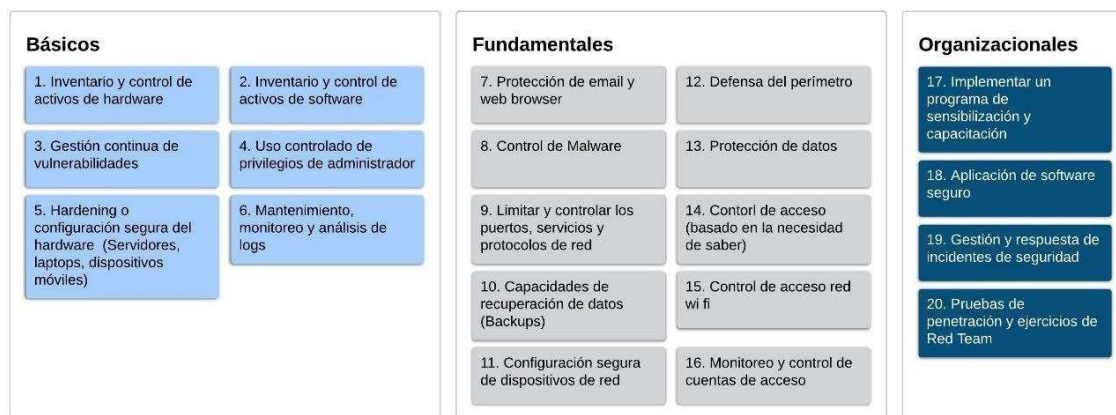 Básicos
1. Inventario y control de
activos de hardware
2. Inventario y control de
activos de software
3. Gestión continua de
vulnerabilidades
4. Uso controlado de
privilegios de administrador
5. Hardening o
configuración segura del
hardware (Servidores,
laptops, dispositivos
móviles)
6. Mantenimiento,
monitoreo y análisis de
logs
Fundamentales
7. Protección de email y
web browser
12. Defensa del perímetro
8. Control de Malware
13. Protección de datos
9. Limitar y controlar los
puertos, servicios y
protocolos de red
14. Contorl de acceso
(basado en la necesidad
de saber)
10. Capacidades de
recuperación de datos
(Backups)
15. Control de acceso red
wi fi
11. Configuración segura
de dispositivos de red
16. Monitoreo y control de
cuentas de acceso
Organizacionales
17. Implementar un
programa de
sensibilización y
capacitación
18. Aplicación de software
seguro
19. Gestión y respuesta de
incidentes de seguridad
20. Pruebas de
penetración y ejercicios de
Red Team